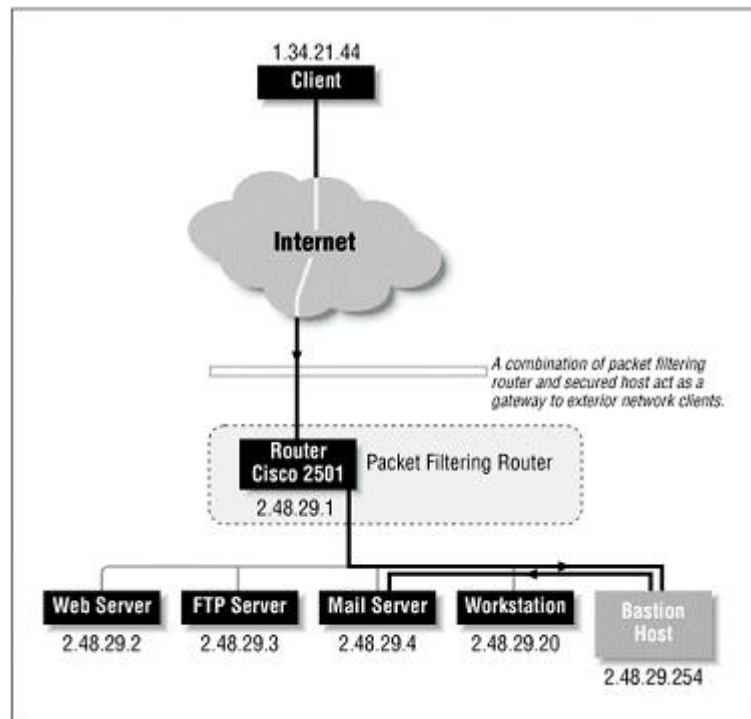 1.34.21.44
Client
Internet
A combination of packet filtering
router and secured host act as a
gateway to exterior network clients.
Router
Cisco 2501
Packet Filtering Router
2.48.29.1
Web Server
FTP Server
Mail Server
Workstation
Bastion
Host
2.48.29.2
2.48.29.3
2.48.29.4
2.48.29.20
2.48.29.254